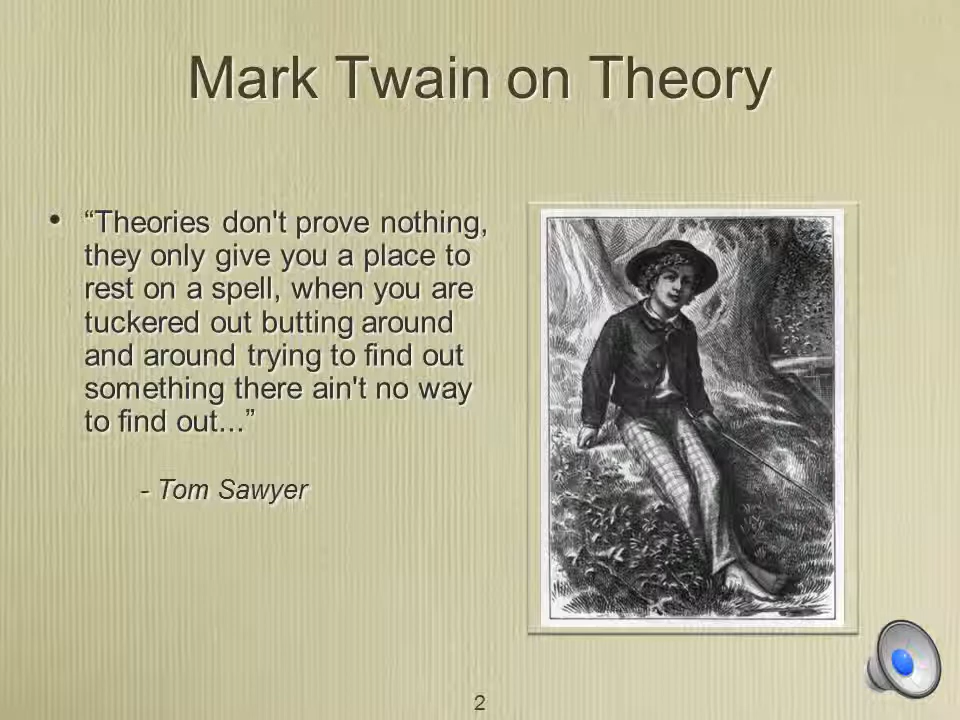 Mark Twain on Theory
• “Theories don't prove nothing,
they only give you a place to
rest on a spell, when you are
tuckered out butting around
and around trying to find out
something there ain't no way
to find out...”
- Tom Sawyer
2